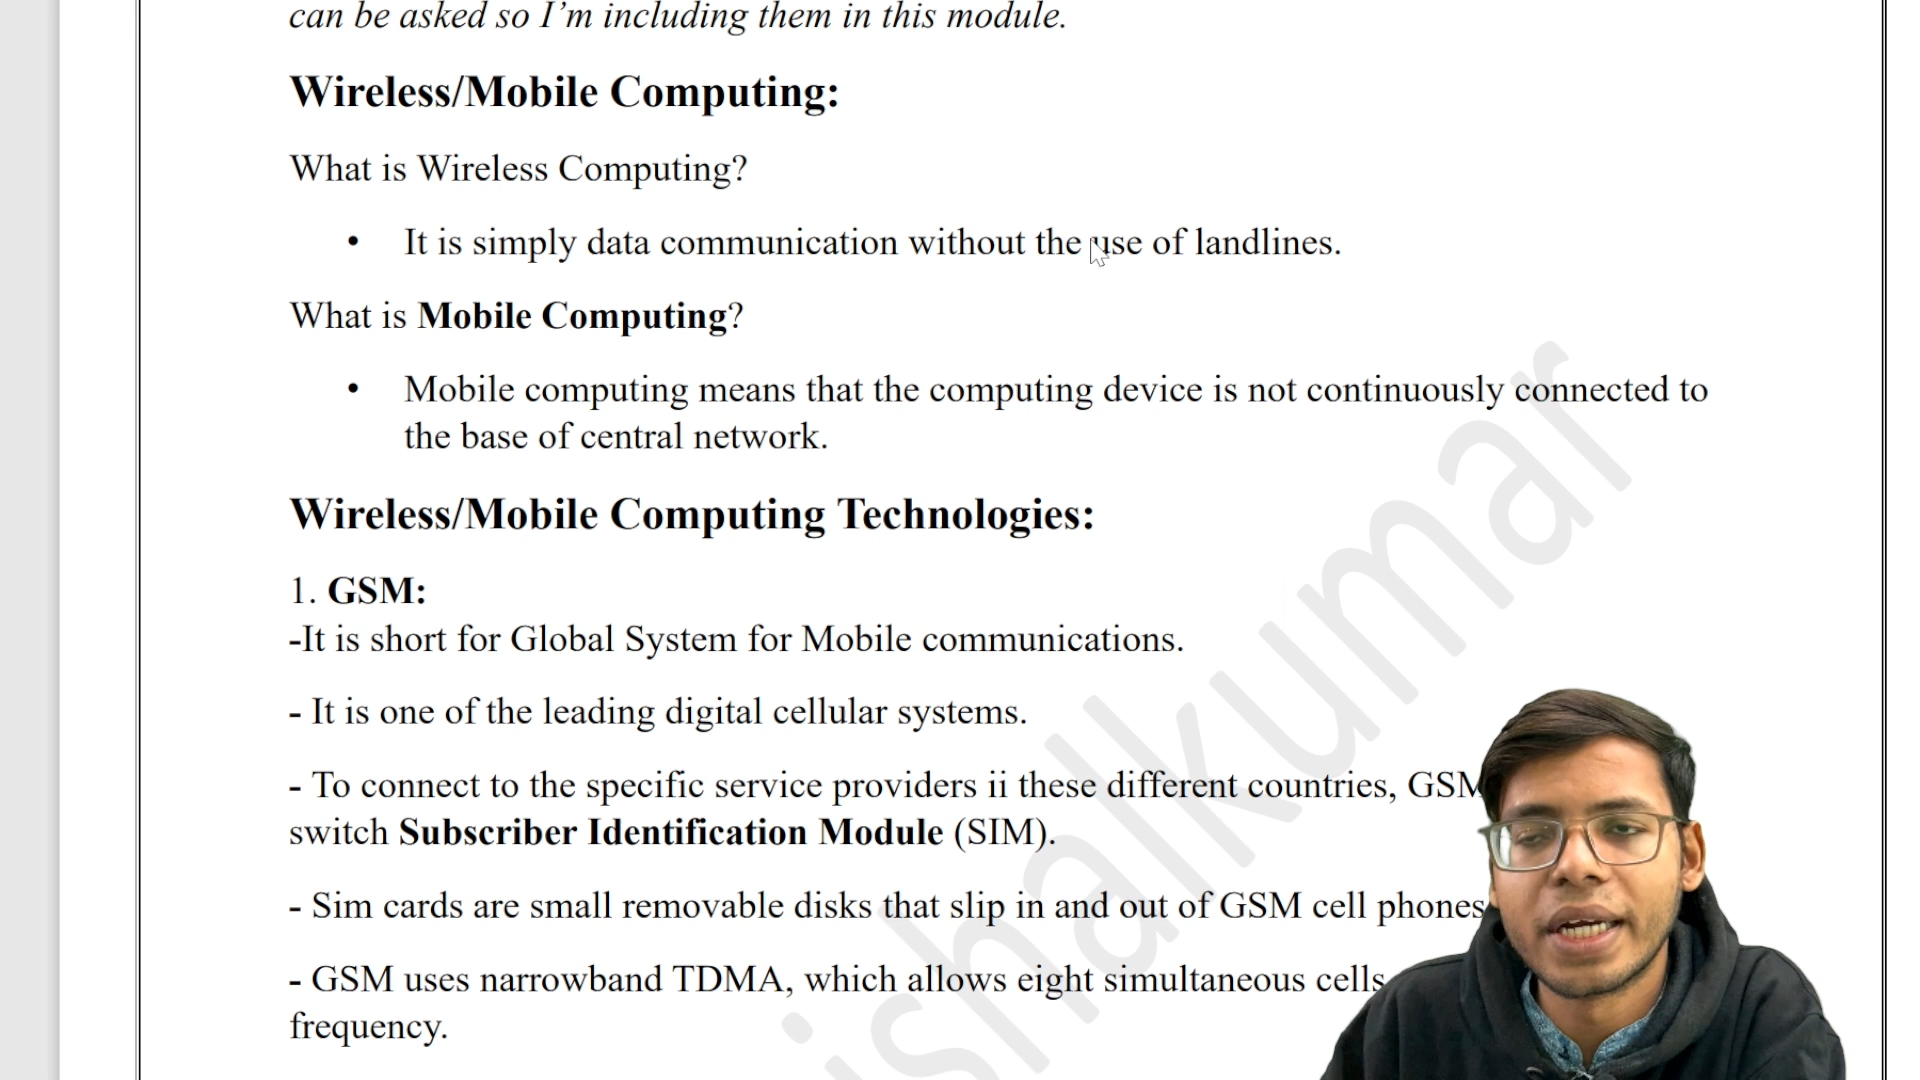 can be asked so I'm including them in this module.
Wireless/Mobile Computing:
What is Wireless Computing?
• It is simply data communication without the use of landlines.
What is Mobile Computing?
• Mobile computing means that the computing device is not continuously connected to
the base of central network.
Wireless/Mobile Computing Technologies:
1. GSM:
-It is short for Global System for Mobile communications.
- It is one of the leading digital cellular systems.
- To connect to the specific service providers ii these different countries, GSM
switch Subscriber Identification Module (SIM).
- Sim cards are small removable disks that slip in and out of GSM cell phones
- GSM uses narrowband TDMA, which allows eight simultaneous cells
frequency.
ishalkumar